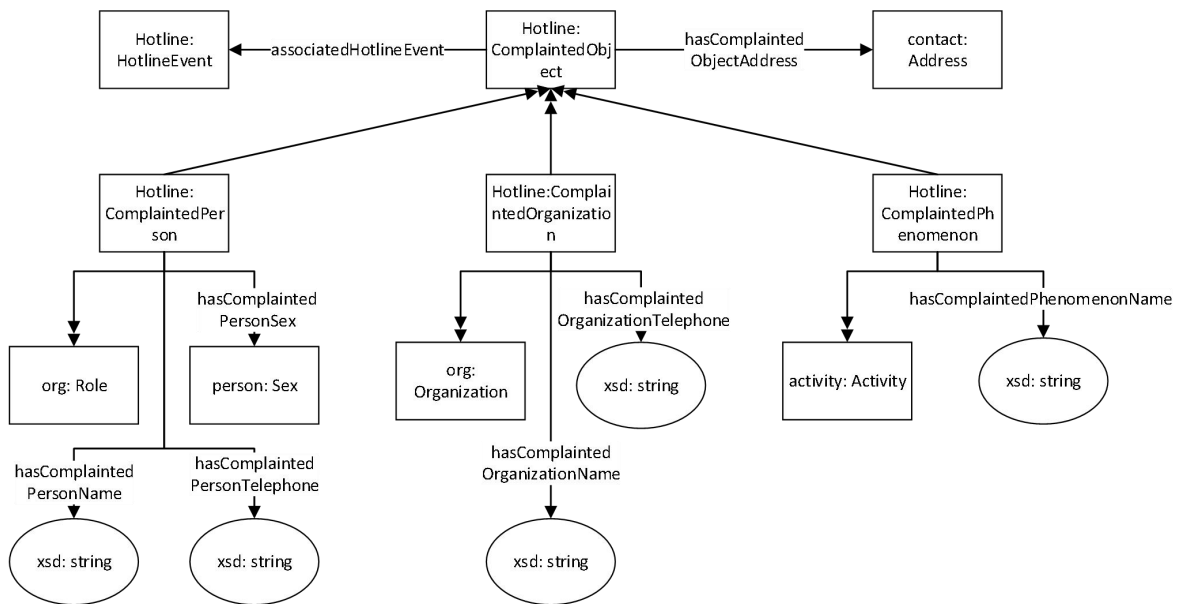 Hotline:
HotlineEvent
associatedHotlineEvent
Hotline:
ComplaintedObj
ect
hasComplainted
ObjectAddress
contact:
Address
Hotline:
ComplaintedPer
son
Hotline:Complai
ntedOrganizatio
n
Hotline:
ComplaintedPh
enomenon
hasComplainted
PersonSex
hasComplainted
OrganizationTelephone
hasComplaintedPhenomenonName
org: Role
person: Sex
org:
Organization
xsd: string
activity: Activity
xsd: string
hasComplainted
PersonName
hasComplainted
PersonTelephone
hasComplainted
OrganizationName
xsd: string
xsd: string
xsd: string